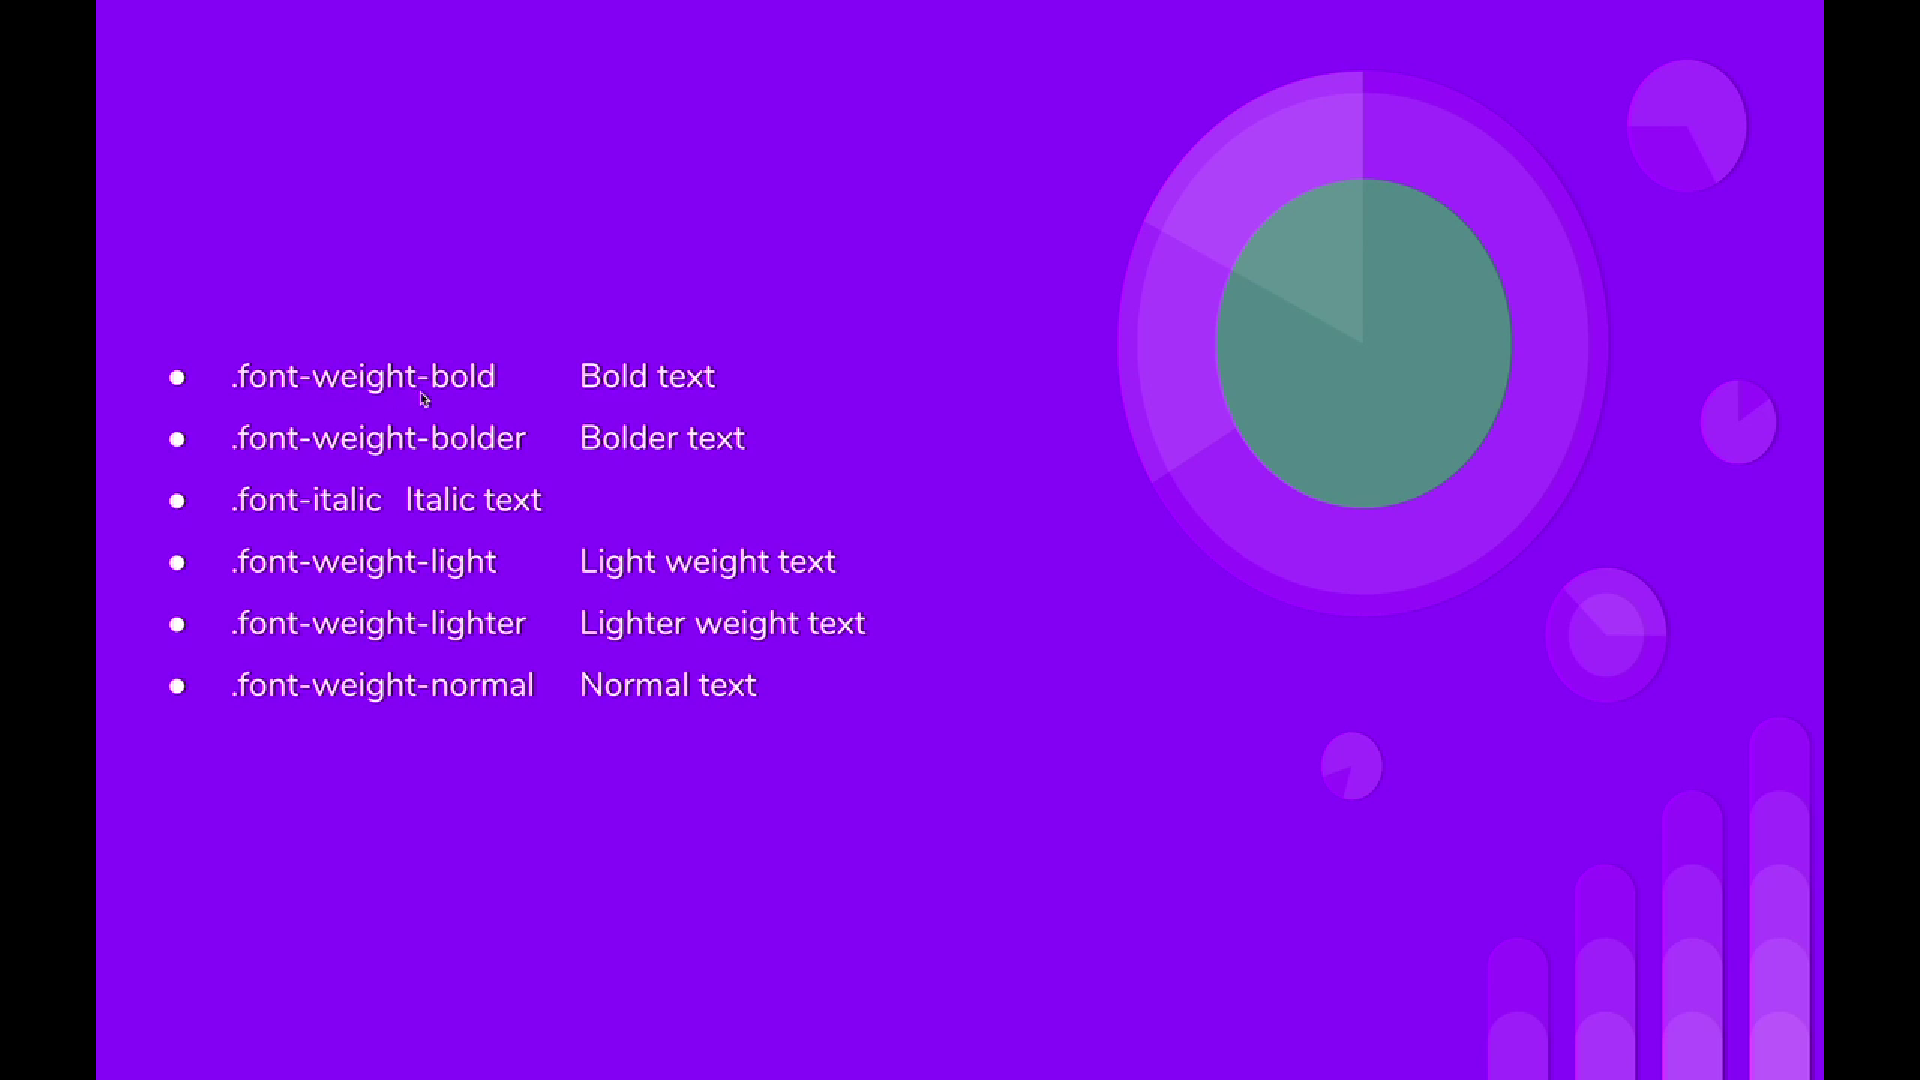 ● .font-weight-bold Bold text
● .font-weight-bolder Bolder text
● .font-italic Italic text
● .font-weight-light Light weight text
● .font-weight-lighter Lighter weight text
● .font-weight-normal Normal text